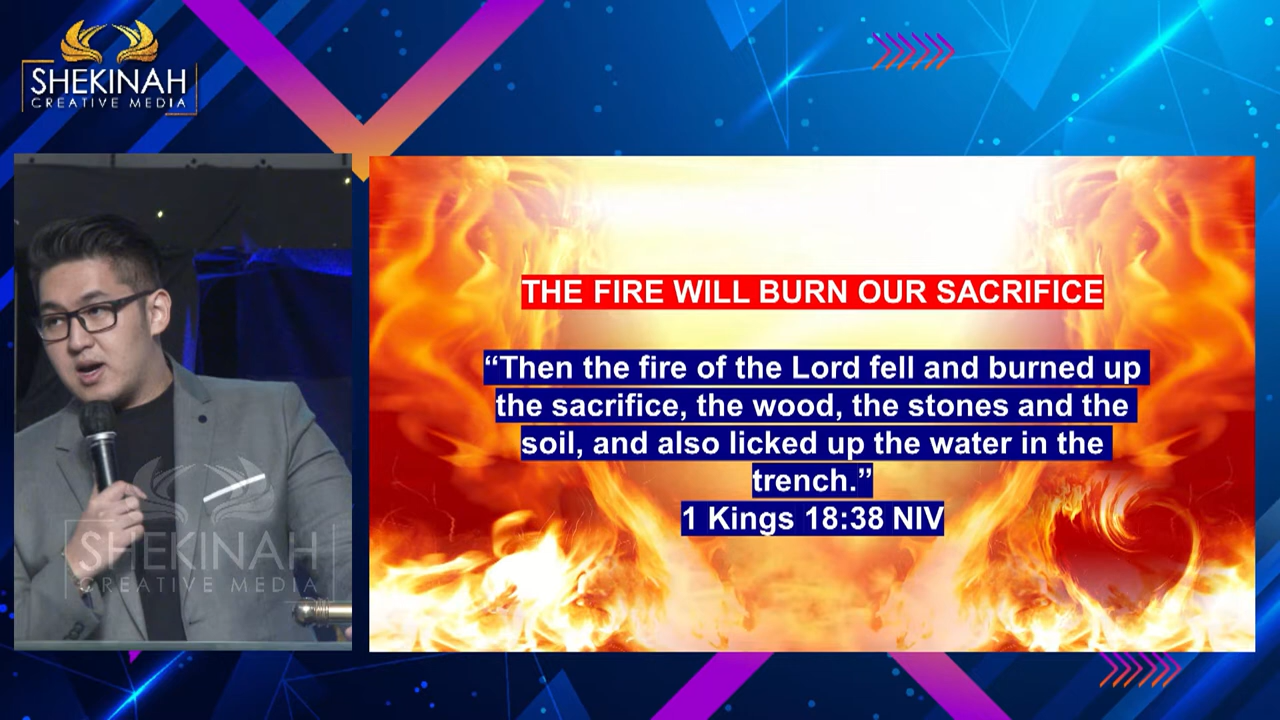 SHEKINAH
CREATIVE MEDIA
THE FIRE WILL BURN OUR SACRIFICE
“Then the fire of the Lord fell and burned up
the sacrifice, the wood, the stones and the
soil, and also licked up the water in the
trench.”
1 Kings 18:38 NIV
SHEKINAH
CREATIVE MEDIA